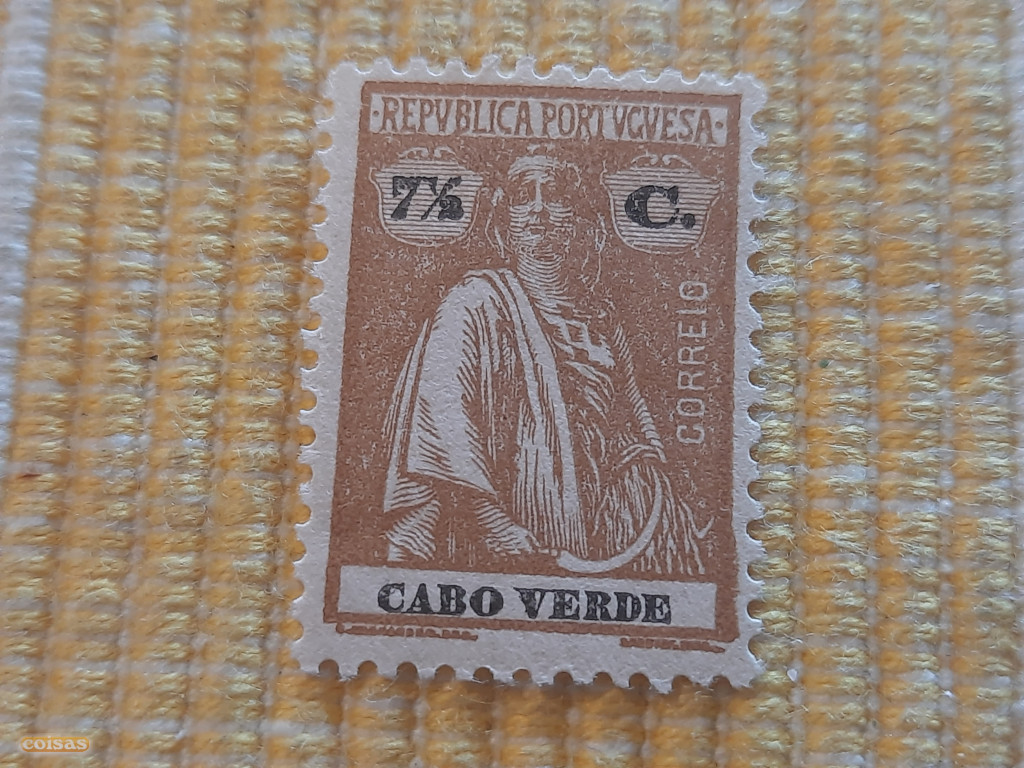 ·REPVBLICA PORTVGVESA·
7½ C.
CORREIO
CABO VERDE
coisas